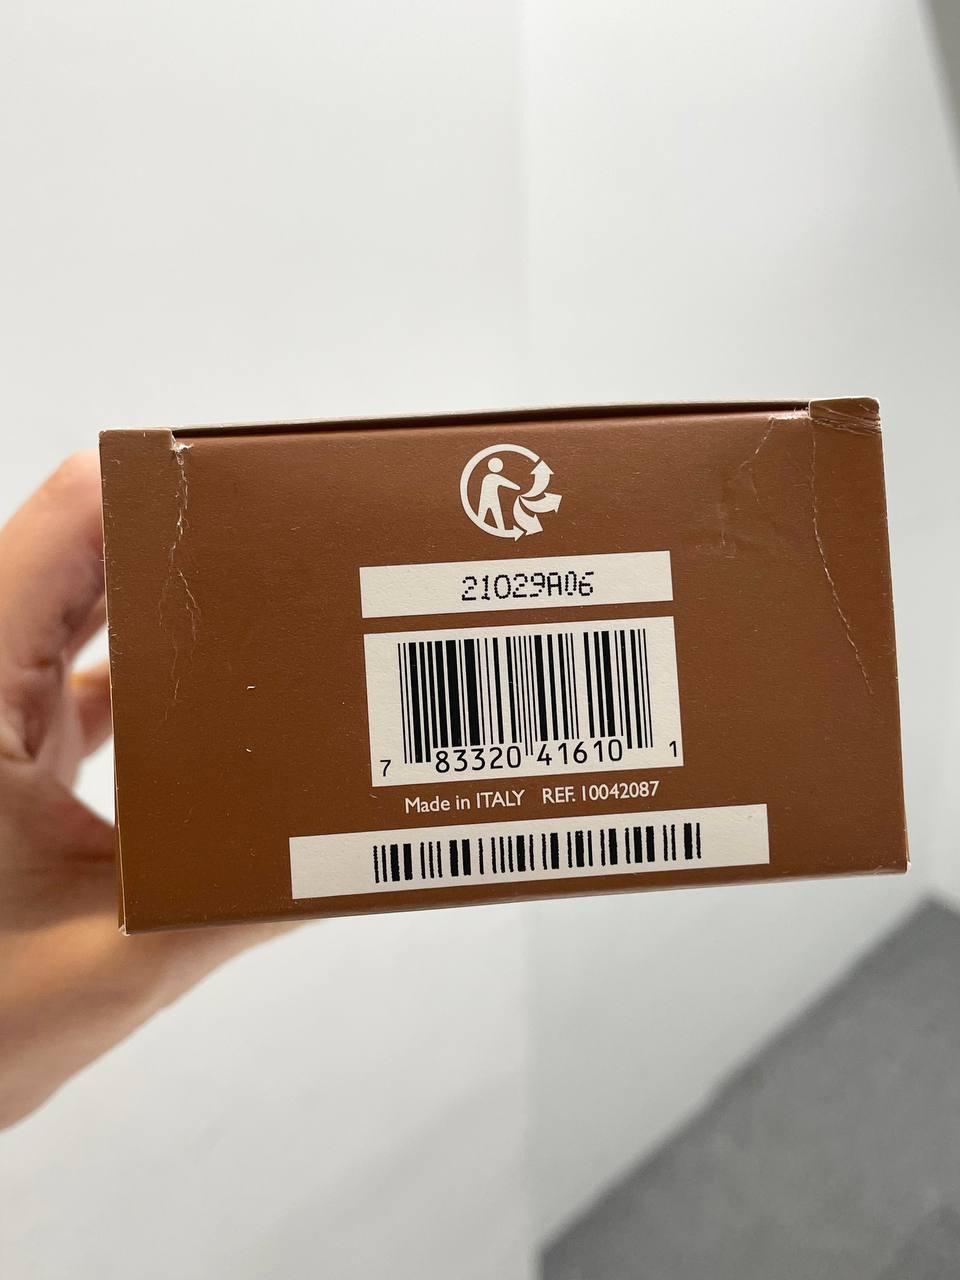 21029A06
7 83320 41610 1
Made in ITALY REF. 10042087